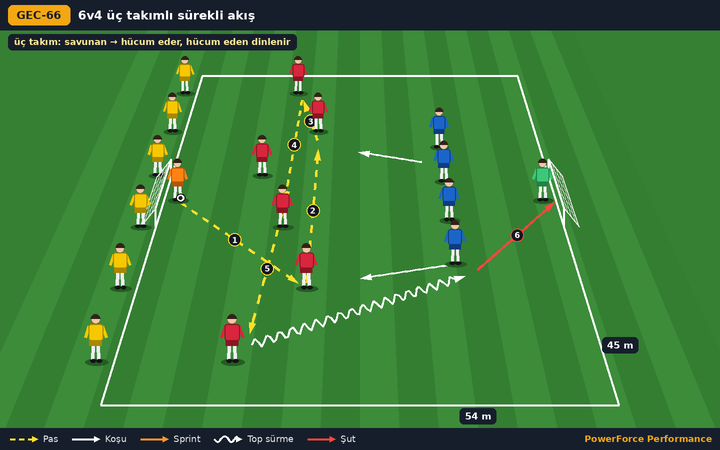 GEC-66 6v4 üç takımlı sürekli akış
üç takım: savunan → hücum eder, hücum eden dinlenir
3
4
2
1
6
5
45 m
54 m
Pas Koşu Sprint Top sürme Şut PowerForce Performance